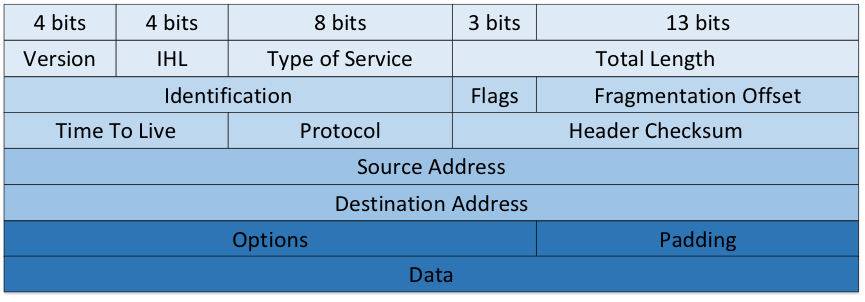 4 bits 4 bits 8 bits 3 bits 13 bits
Version IHL Type of Service Total Length
Identification Flags Fragmentation Offset
Time To Live Protocol Header Checksum
Source Address
Destination Address
Options Padding
Data